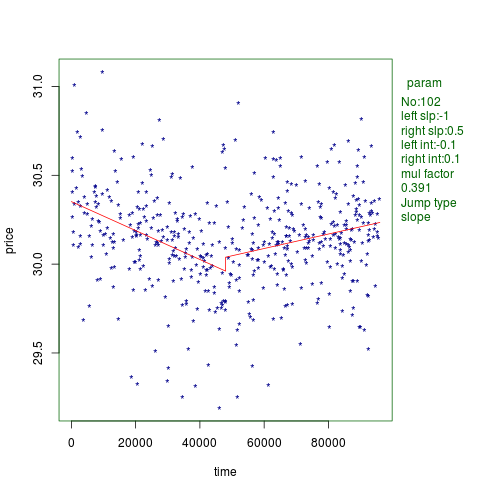 param
No:102
left slp:-1
right slp:0.5
left int:-0.1
right int:0.1
mul factor
0.391
Jump type
slope
price
31.0
30.5
30.0
29.5
0 20000 40000 60000 80000
time